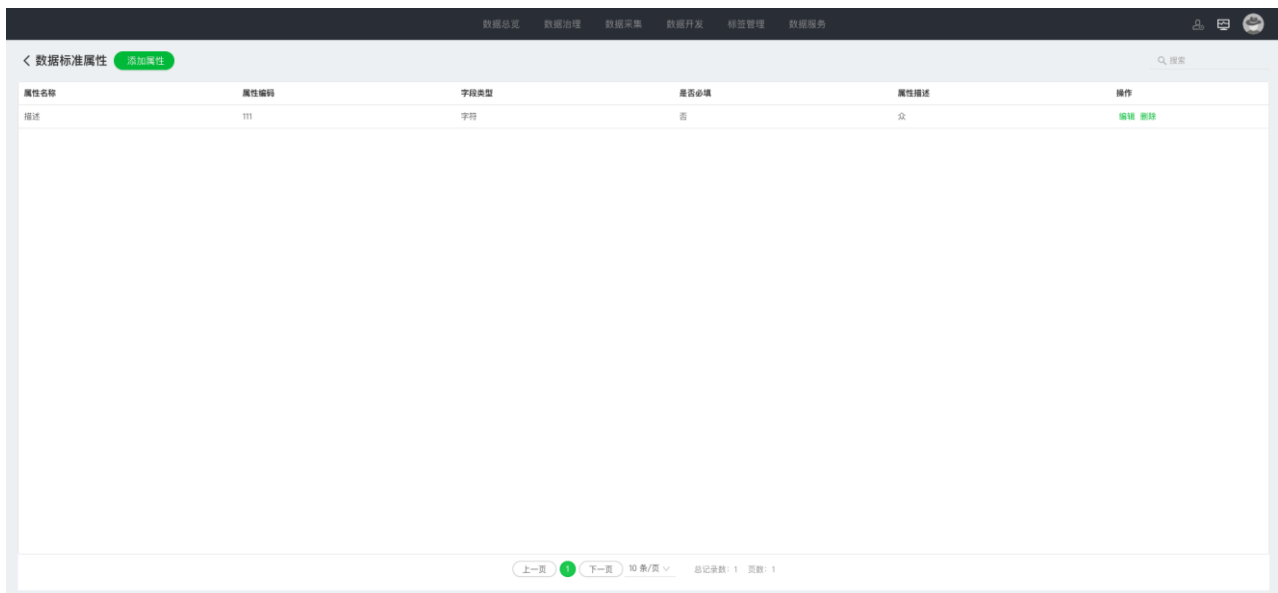 数据总览 数据治理 数据采集 数据开发 标签管理 数据服务
数据标准属性 添加属性 搜索
属性名称 属性编码 字段类型 是否必填 属性描述 操作
描述 111 字符 否 众 编辑 删除
上一页 1 下一页 10 条/页 总记录数: 1 页数: 1